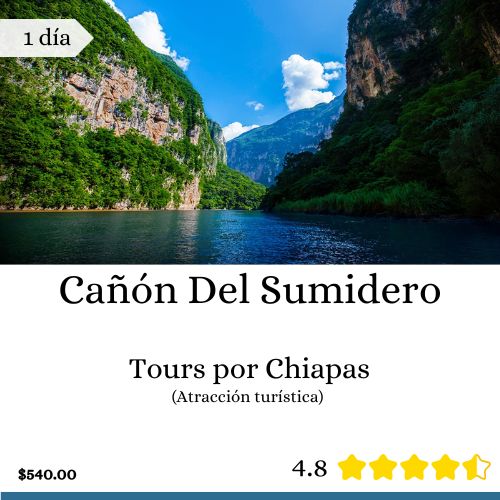 1 día
Cañón Del Sumidero
Tours por Chiapas
(Atracción turística)
$540.00
4.8